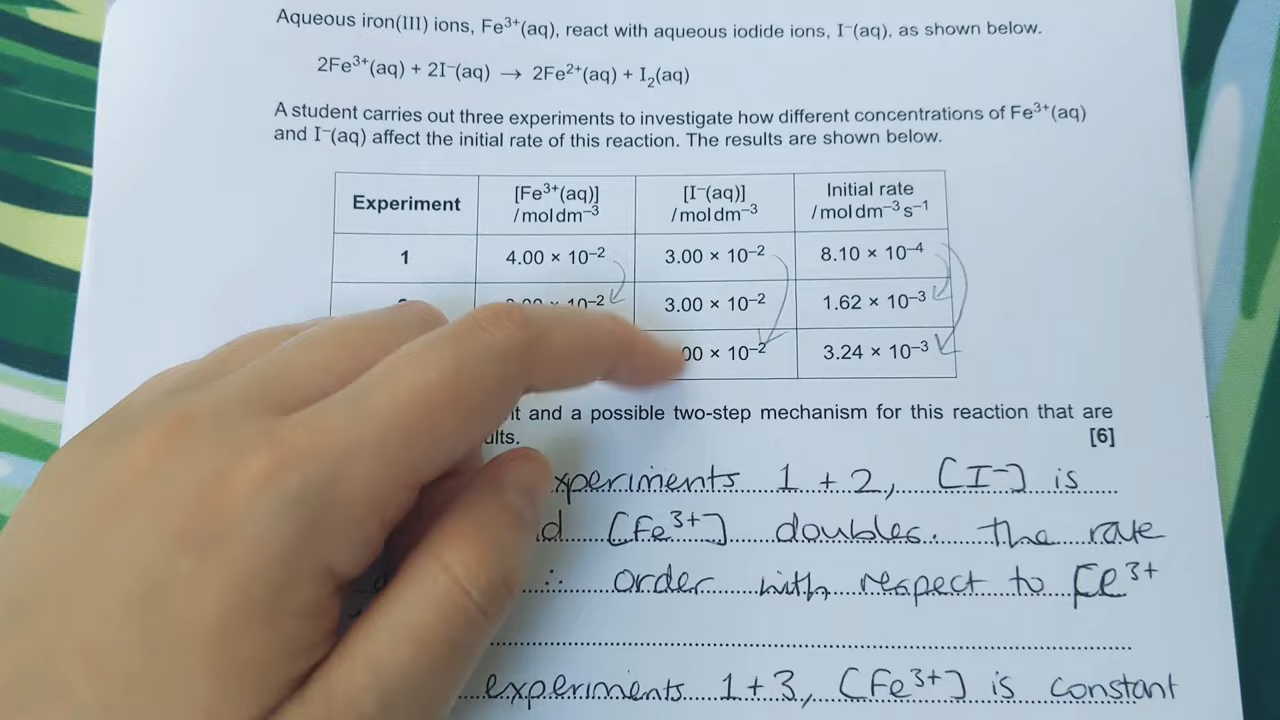 Aqueous iron(III) ions, Fe³⁺(aq), react with aqueous iodide ions, I⁻(aq), as shown below.
2Fe³⁺(aq) + 2I⁻(aq) → 2Fe²⁺(aq) + I₂(aq)
A student carries out three experiments to investigate how different concentrations of Fe³⁺(aq)
and I⁻(aq) affect the initial rate of this reaction. The results are shown below.
Experiment [Fe³⁺(aq)] /mol dm⁻³ [I⁻(aq)] /mol dm⁻³ Initial rate /mol dm⁻³ s⁻¹
1 4.00 × 10⁻² 3.00 × 10⁻² 8.10 × 10⁻⁴
10⁻² 3.00 × 10⁻² 1.62 × 10⁻³
00 × 10⁻² 3.24 × 10⁻³
and a possible two-step mechanism for this reaction that are
[6]
experiments 1 + 2, [I⁻] is
[Fe³⁺] doubles. The rate
∴ order with respect to Fe³⁺
experiments 1+3, [Fe³⁺] is constant